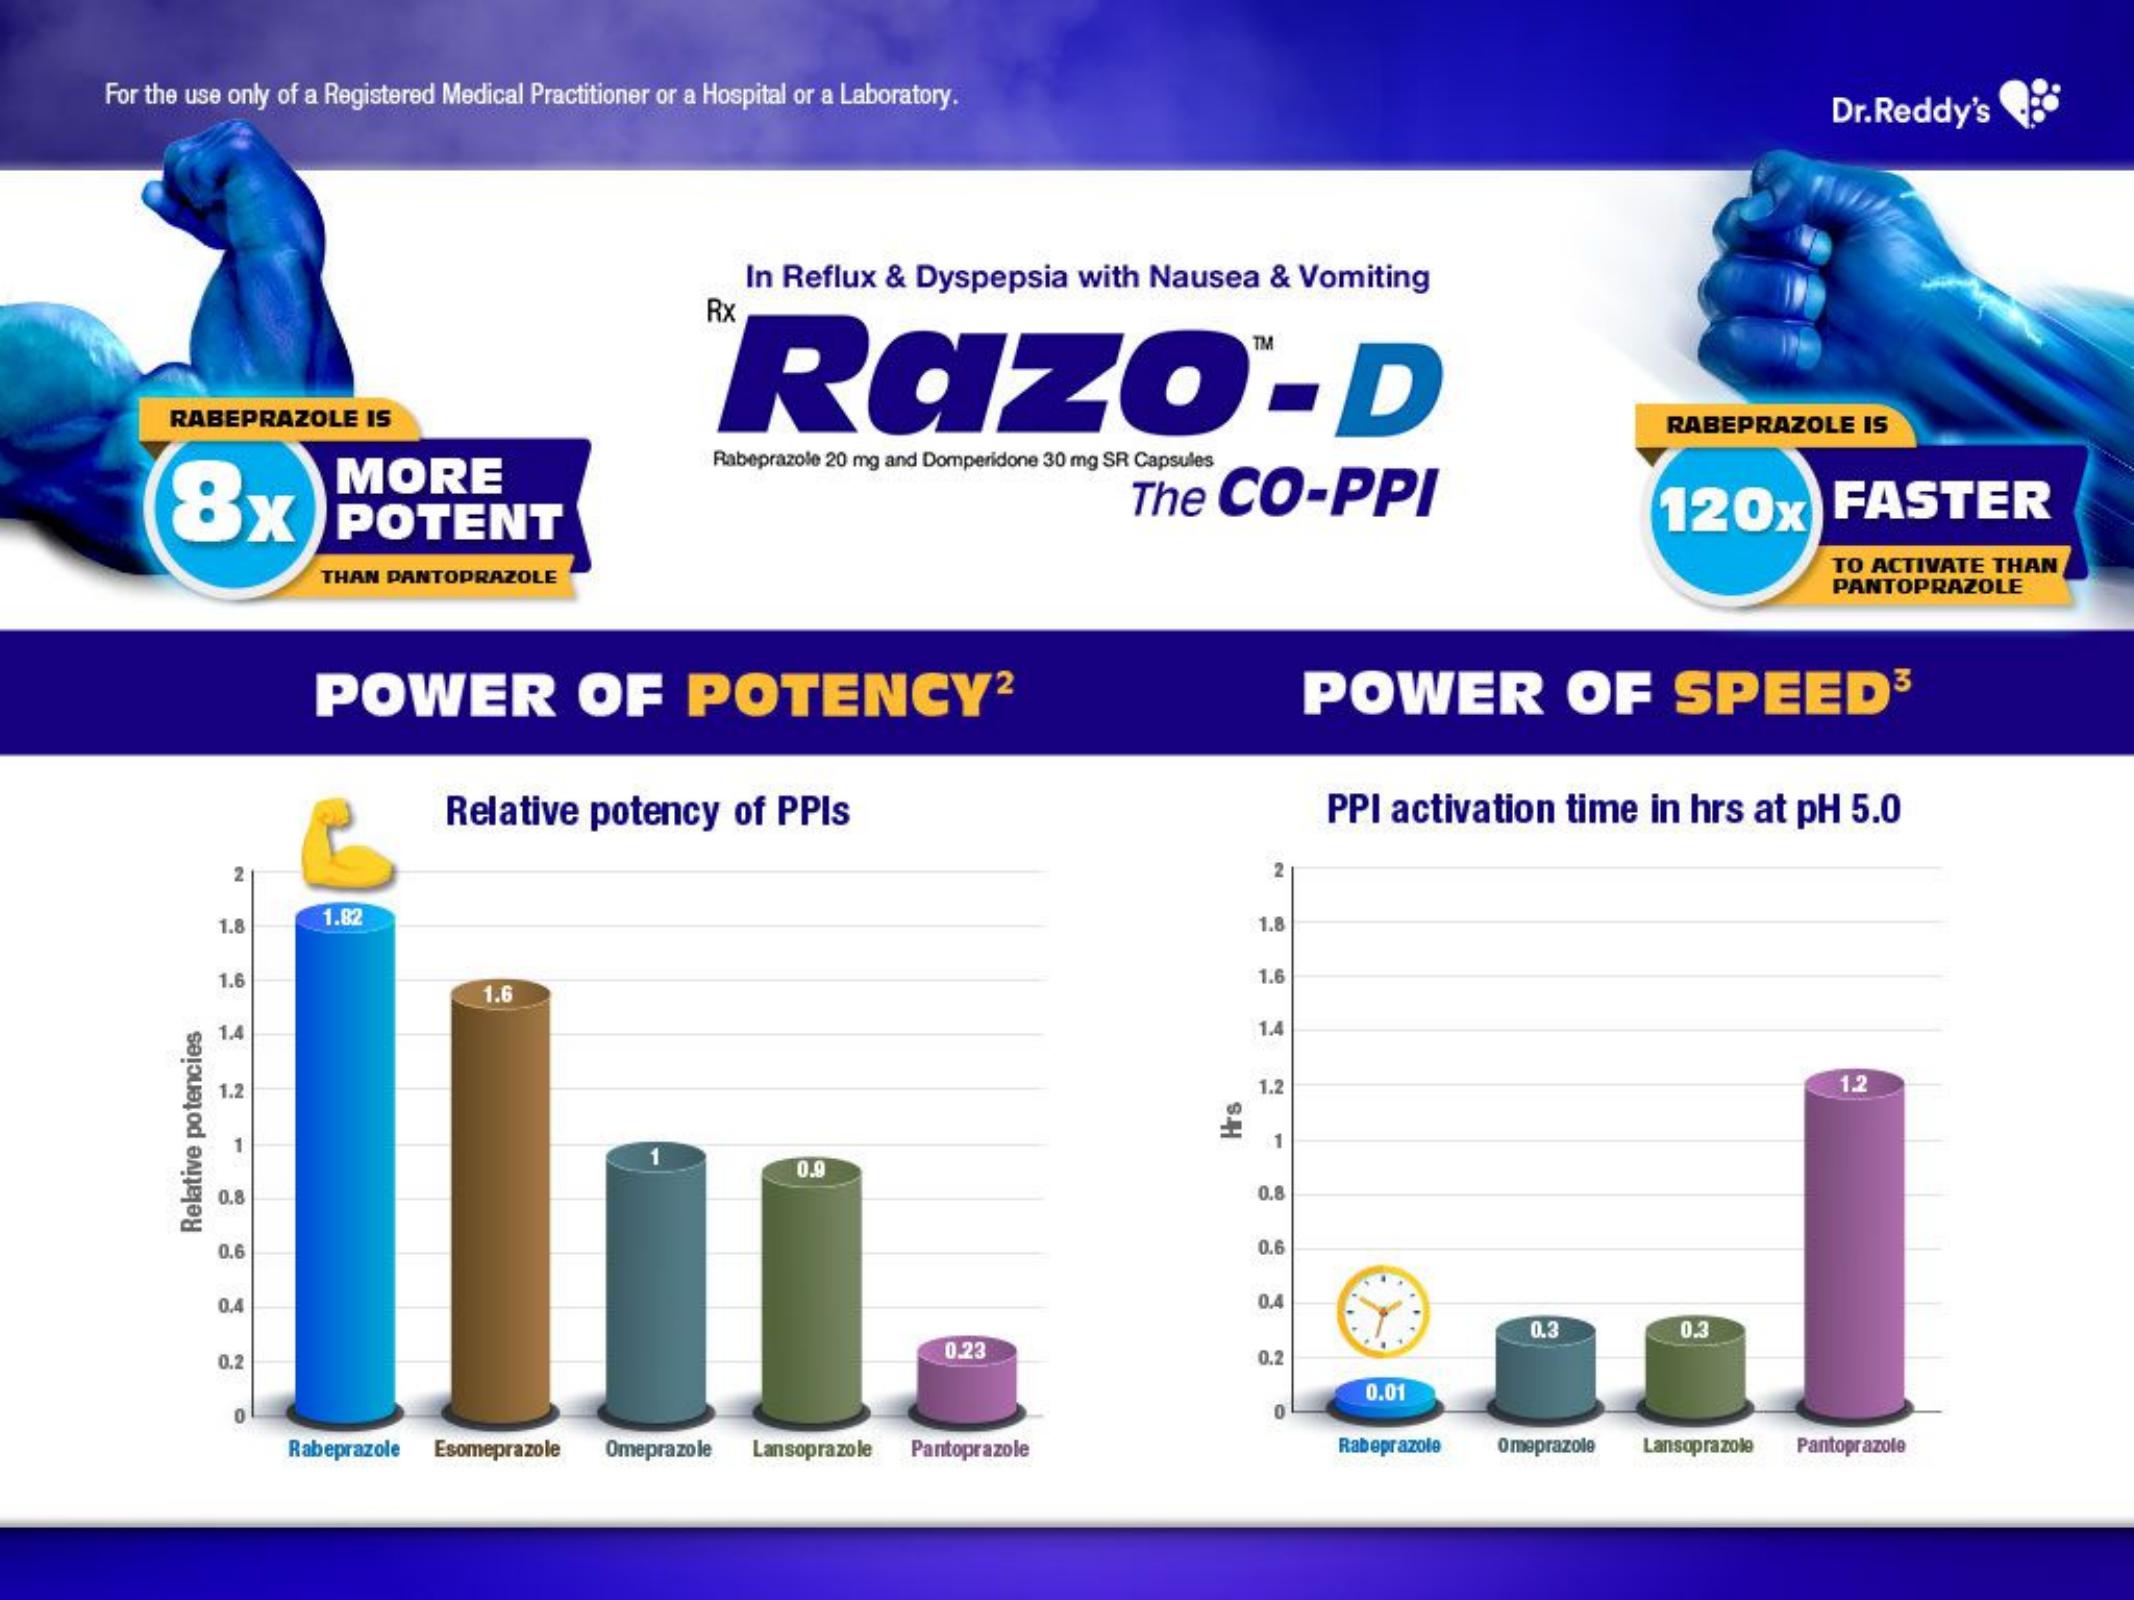 For the use only of a Registered Medical Practitioner or a Hospital or a Laboratory.
Dr.Reddy's
In Reflux & Dyspepsia with Nausea & Vomiting
Rx
Razo™-D
Rabeprazole 20 mg and Domperidone 30 mg SR Capsules
The CO-PPI
RABEPRAZOLE IS
8x
MORE
POTENT
THAN PANTOPRAZOLE
RABEPRAZOLE IS
120x
FASTER
TO ACTIVATE THAN
PANTOPRAZOLE
POWER OF POTENCY²
POWER OF SPEED³
Relative potency of PPIs
Relative potencies
2
1.8
1.6
1.4
1.2
1
0.8
0.6
0.4
0.2
0
1.82
1.6
1
0.9
0.23
Rabeprazole Esomeprazole Omeprazole Lansoprazole Pantoprazole
PPI activation time in hrs at pH 5.0
Hrs
2
1.8
1.6
1.4
1.2
1
0.8
0.6
0.4
0.2
0
0.01
0.3
0.3
1.2
Rabeprazole Omeprazole Lansoprazole Pantoprazole